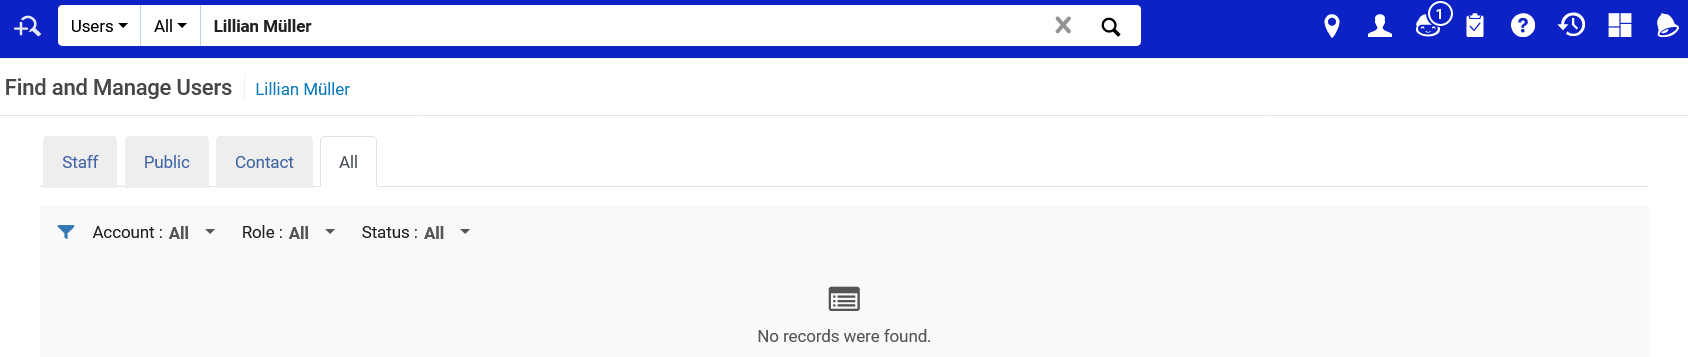 Users All Lillian Müller 1
Find and Manage Users Lillian Müller
Staff Public Contact All
Account : All Role : All Status : All
No records were found.